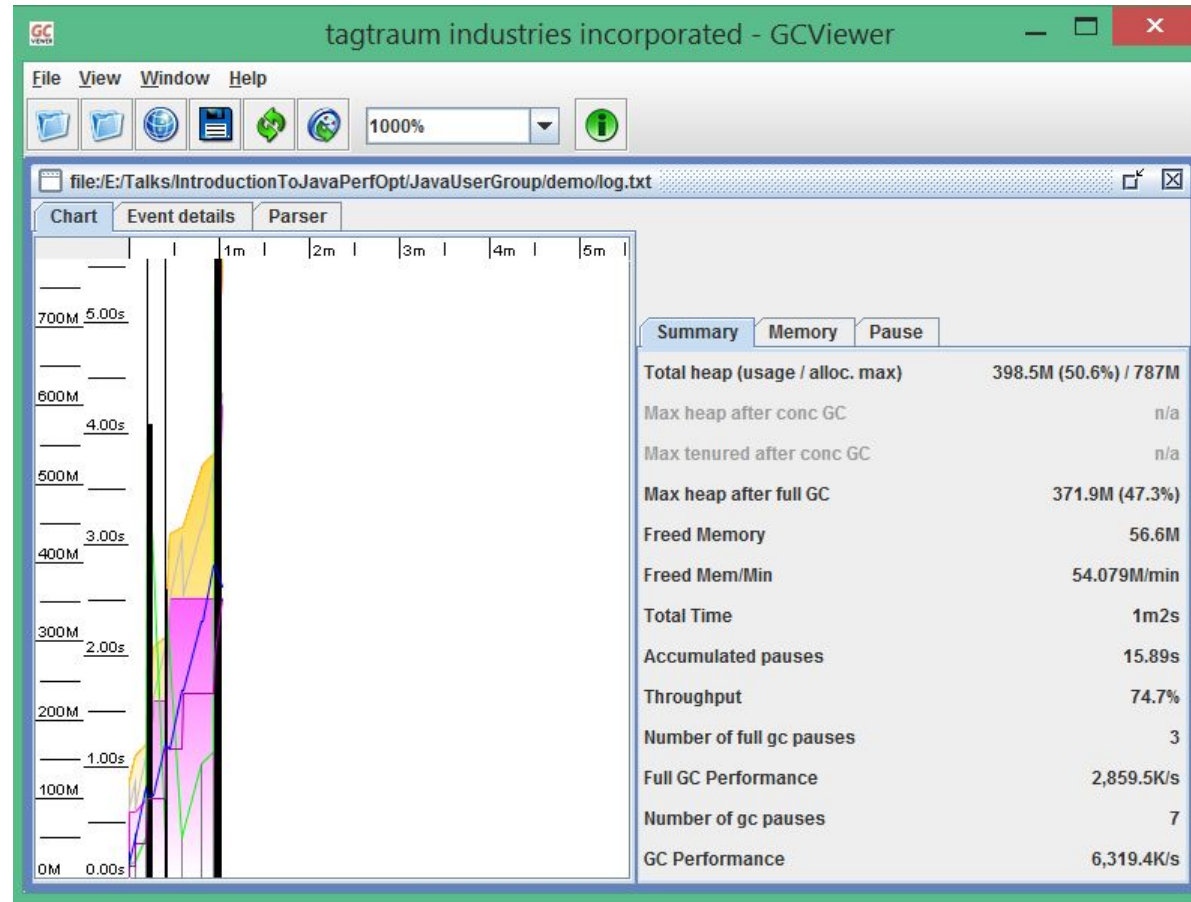 GC
VIEWER
tagtraum industries incorporated - GCViewer
File View Window Help
1000%
file:/E:/Talks/IntroductionToJavaPerfOpt/JavaUserGroup/demo/log.txt
Chart Event details Parser
1m 2m 3m 4m 5m
700M 5.00s
600M
4.00s
500M
3.00s
400M
300M
2.00s
200M
1.00s
100M
0M 0.00s
Summary Memory Pause
Total heap (usage / alloc. max) 398.5M (50.6%) / 787M
Max heap after conc GC n/a
Max tenured after conc GC n/a
Max heap after full GC 371.9M (47.3%)
Freed Memory 56.6M
Freed Mem/Min 54.079M/min
Total Time 1m2s
Accumulated pauses 15.89s
Throughput 74.7%
Number of full gc pauses 3
Full GC Performance 2,859.5K/s
Number of gc pauses 7
GC Performance 6,319.4K/s